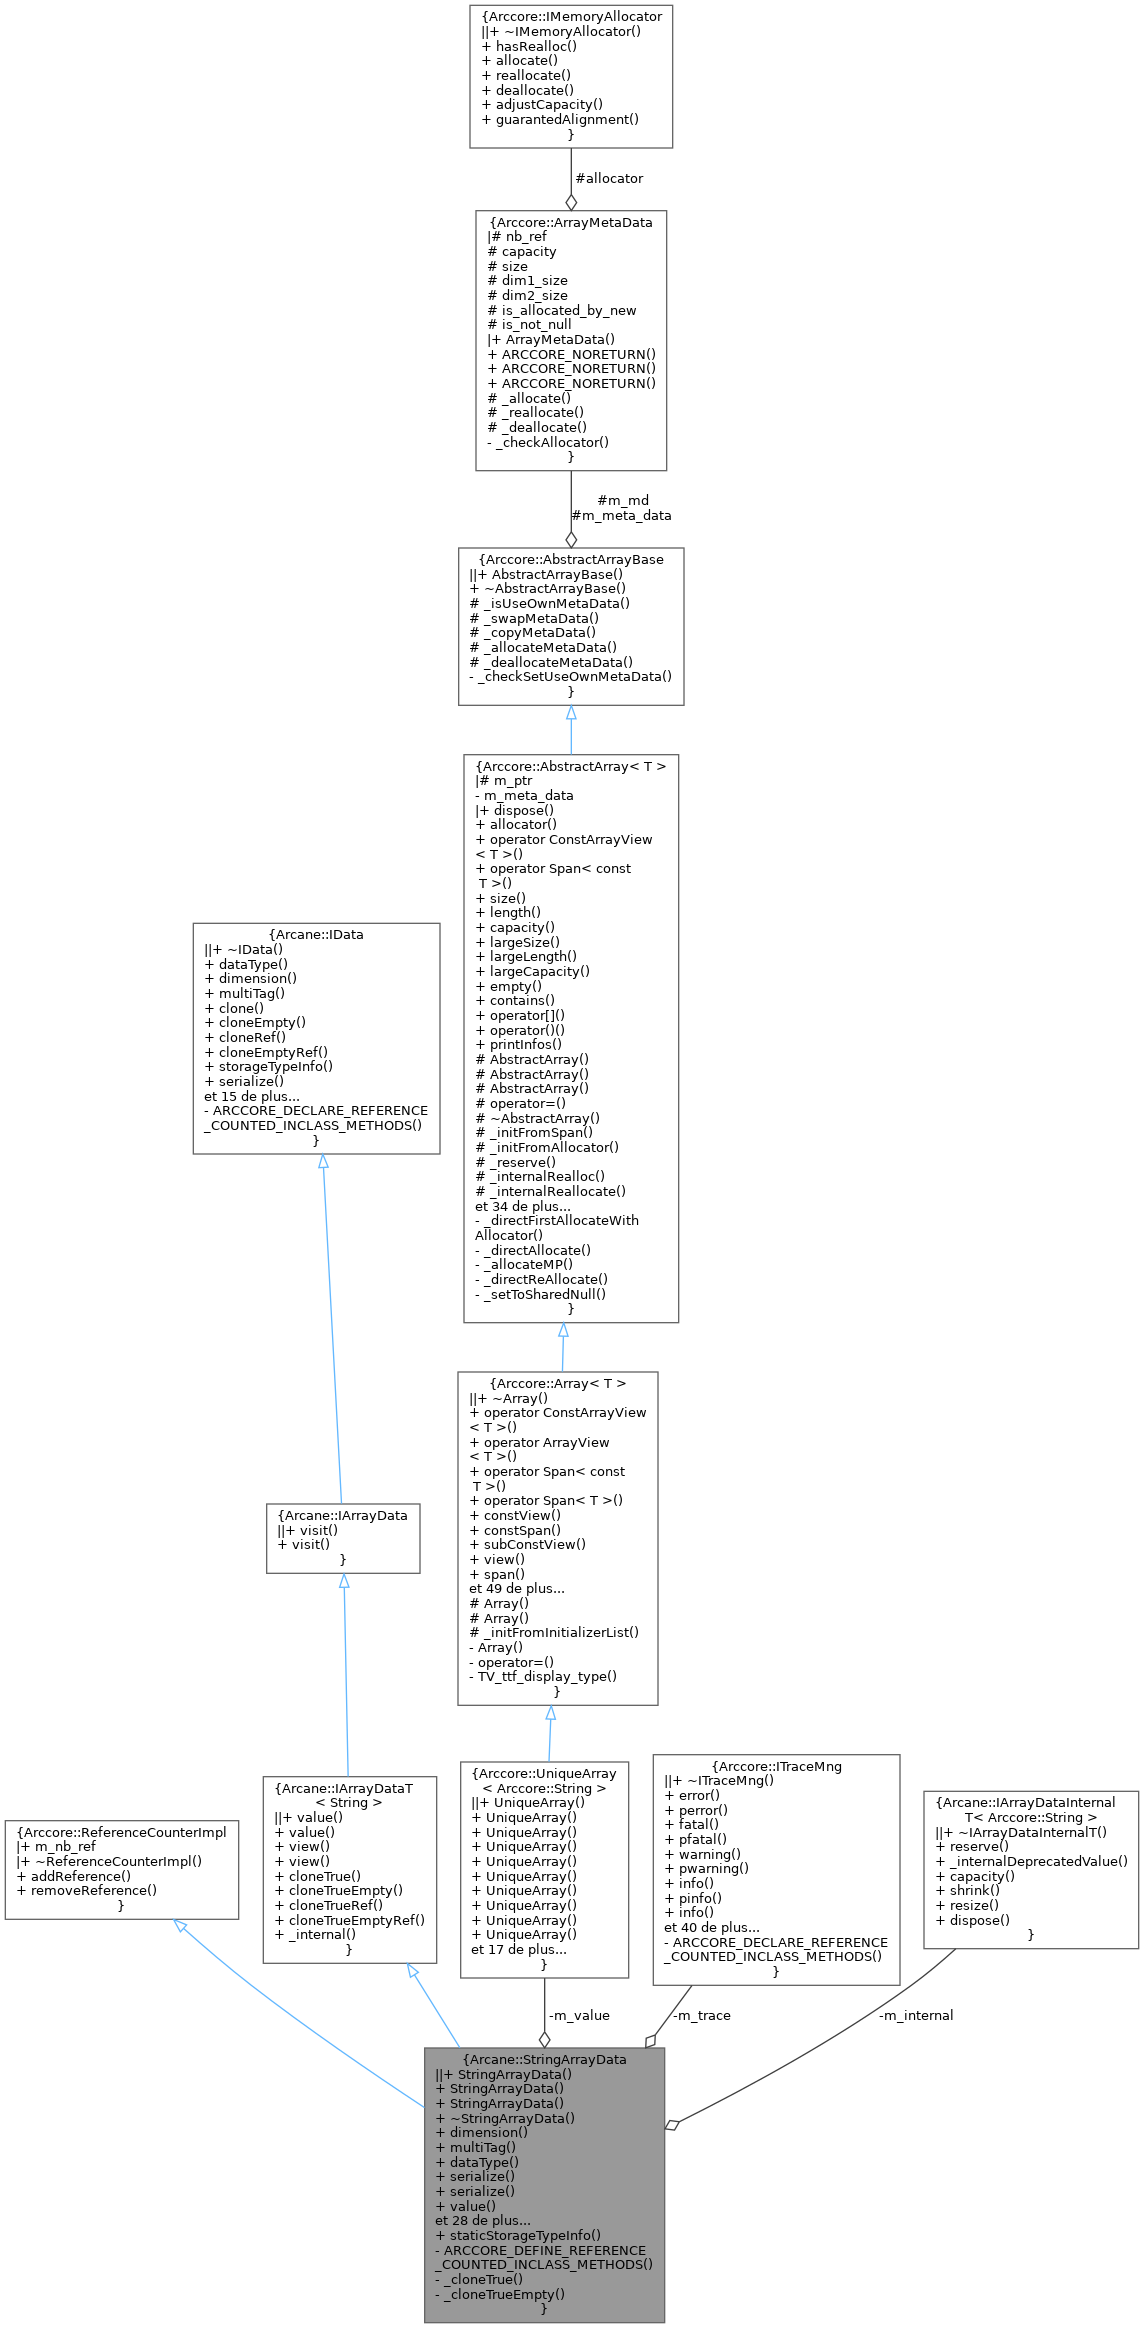 {Arccore::IMemoryAllocator
||+ ~IMemoryAllocator()
+ hasRealloc()
+ allocate()
+ reallocate()
+ deallocate()
+ adjustCapacity()
+ guarantedAlignment()
}
#allocator
{Arccore::ArrayMetaData
|# nb_ref
# capacity
# size
# dim1_size
# dim2_size
# is_allocated_by_new
# is_not_null
|+ ArrayMetaData()
+ ARCCORE_NORETURN()
+ ARCCORE_NORETURN()
+ ARCCORE_NORETURN()
# _allocate()
# _reallocate()
# _deallocate()
- _checkAllocator()
}
#m_md
#m_meta_data
{Arccore::AbstractArrayBase
||+ AbstractArrayBase()
+ ~AbstractArrayBase()
# _isUseOwnMetaData()
# _swapMetaData()
# _copyMetaData()
# _allocateMetaData()
# _deallocateMetaData()
- _checkSetUseOwnMetaData()
}
{Arccore::AbstractArray< T >
|# m_ptr
- m_meta_data
|+ dispose()
+ allocator()
+ operator ConstArrayView
< T >()
+ operator Span< const
T >()
+ size()
+ length()
+ capacity()
+ largeSize()
+ largeLength()
+ largeCapacity()
+ empty()
+ contains()
+ operator[]()
+ operator()()
+ printInfos()
# AbstractArray()
# AbstractArray()
# AbstractArray()
# operator=()
# ~AbstractArray()
# _initFromSpan()
# _initFromAllocator()
# _reserve()
# _internalRealloc()
# _internalReallocate()
et 34 de plus...
- _directFirstAllocateWith
Allocator()
- _directAllocate()
- _allocateMP()
- _directReAllocate()
- _setToSharedNull()
}
{Arcane::IData
||+ ~IData()
+ dataType()
+ dimension()
+ multiTag()
+ clone()
+ cloneEmpty()
+ cloneRef()
+ cloneEmptyRef()
+ storageTypeInfo()
+ serialize()
et 15 de plus...
- ARCCORE_DECLARE_REFERENCE
_COUNTED_INCLASS_METHODS()
}
{Arccore::Array< T >
||+ ~Array()
+ operator ConstArrayView
< T >()
+ operator ArrayView
< T >()
+ operator Span< const
T >()
+ operator Span< T >()
+ constView()
+ constSpan()
+ subConstView()
+ view()
+ span()
et 49 de plus...
# Array()
# Array()
# _initFromInitializerList()
- Array()
- operator=()
- TV_ttf_display_type()
}
{Arcane::IArrayData
||+ visit()
+ visit()
}
{Arccore::ReferenceCounterImpl
|+ m_nb_ref
|+ ~ReferenceCounterImpl()
+ addReference()
+ removeReference()
}
{Arcane::IArrayDataT
< String >
||+ value()
+ value()
+ view()
+ view()
+ cloneTrue()
+ cloneTrueEmpty()
+ cloneTrueRef()
+ cloneTrueEmptyRef()
+ _internal()
}
{Arccore::UniqueArray
< Arccore::String >
||+ UniqueArray()
+ UniqueArray()
+ UniqueArray()
+ UniqueArray()
+ UniqueArray()
+ UniqueArray()
+ UniqueArray()
+ UniqueArray()
+ UniqueArray()
+ UniqueArray()
et 17 de plus...
}
{Arccore::ITraceMng
||+ ~ITraceMng()
+ error()
+ perror()
+ fatal()
+ pfatal()
+ warning()
+ pwarning()
+ info()
+ pinfo()
+ info()
et 40 de plus...
- ARCCORE_DECLARE_REFERENCE
_COUNTED_INCLASS_METHODS()
}
{Arcane::IArrayDataInternal
T< Arccore::String >
||+ ~IArrayDataInternalT()
+ reserve()
+ _internalDeprecatedValue()
+ capacity()
+ shrink()
+ resize()
+ dispose()
}
-m_value
-m_trace
-m_internal
{Arcane::StringArrayData
||+ StringArrayData()
+ StringArrayData()
+ StringArrayData()
+ ~StringArrayData()
+ dimension()
+ multiTag()
+ dataType()
+ serialize()
+ serialize()
+ value()
et 28 de plus...
+ staticStorageTypeInfo()
- ARCCORE_DEFINE_REFERENCE
_COUNTED_INCLASS_METHODS()
- _cloneTrue()
- _cloneTrueEmpty()
}